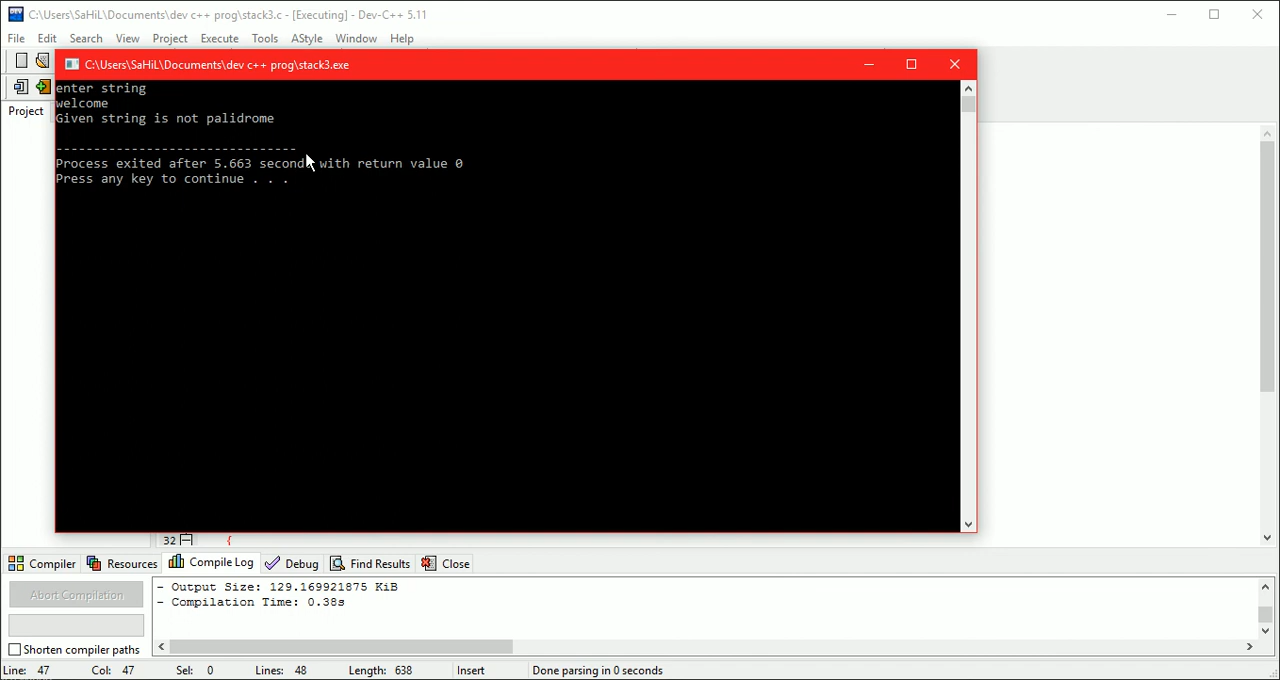 C:\Users\SaHiL\Documents\dev c++ prog\stack3.c - [Executing] - Dev-C++ 5.11
File Edit Search View Project Execute Tools AStyle Window Help
C:\Users\SaHiL\Documents\dev c++ prog\stack3.exe
Project
enter string
welcome
Given string is not palidrome
--------------------------------
Process exited after 5.663 seconds with return value 0
Press any key to continue . . .
32 {
Compiler Resources Compile Log Debug Find Results Close
Abort Compilation
- Output Size: 129.169921875 KiB
- Compilation Time: 0.38s
Shorten compiler paths
Line: 47 Col: 47 Sel: 0 Lines: 48 Length: 638 Insert Done parsing in 0 seconds